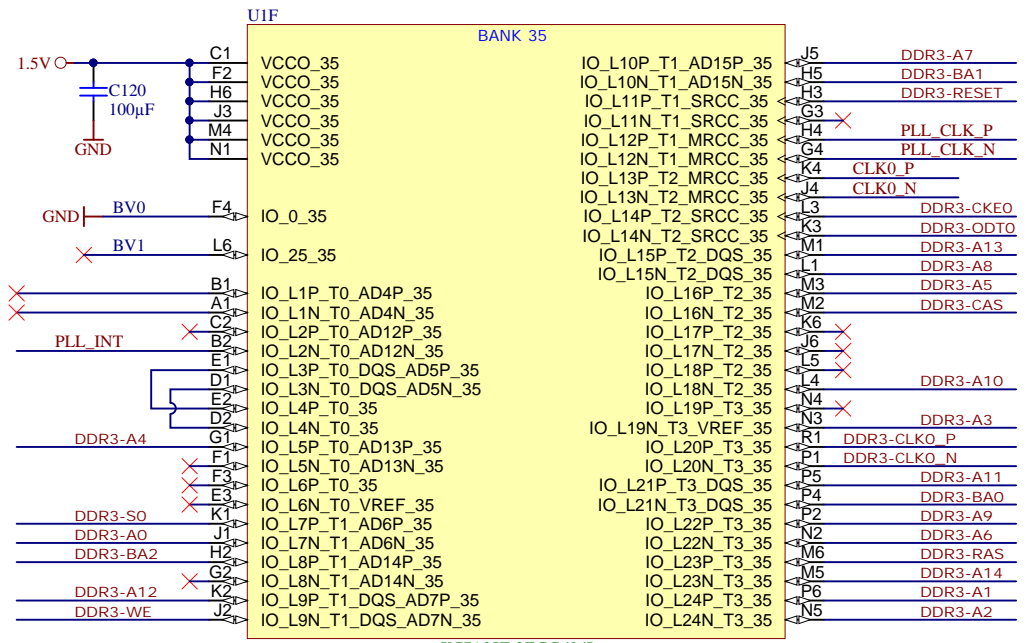 U1F
BANK 35
1.5V
C120
100µF
GND
C1 VCCO_35
F2 VCCO_35
H6 VCCO_35
J3 VCCO_35
M4 VCCO_35
N1 VCCO_35
GND BV0 F4 IO_0_35
BV1 L6 IO_25_35
B1 IO_L1P_T0_AD4P_35
A1 IO_L1N_T0_AD4N_35
C2 IO_L2P_T0_AD12P_35
PLL_INT B2 IO_L2N_T0_AD12N_35
E1 IO_L3P_T0_DQS_AD5P_35
D1 IO_L3N_T0_DQS_AD5N_35
E2 IO_L4P_T0_35
D2 IO_L4N_T0_35
DDR3-A4 G1 IO_L5P_T0_AD13P_35
F1 IO_L5N_T0_AD13N_35
F3 IO_L6P_T0_35
E3 IO_L6N_T0_VREF_35
DDR3-S0 K1 IO_L7P_T1_AD6P_35
DDR3-A0 J1 IO_L7N_T1_AD6N_35
DDR3-BA2 H2 IO_L8P_T1_AD14P_35
G2 IO_L8N_T1_AD14N_35
DDR3-A12 K2 IO_L9P_T1_DQS_AD7P_35
DDR3-WE J2 IO_L9N_T1_DQS_AD7N_35
IO_L10P_T1_AD15P_35 J5 DDR3-A7
IO_L10N_T1_AD15N_35 H5 DDR3-BA1
IO_L11P_T1_SRCC_35 H3 DDR3-RESET
IO_L11N_T1_SRCC_35 G3
IO_L12P_T1_MRCC_35 H4 PLL_CLK_P
IO_L12N_T1_MRCC_35 G4 PLL_CLK_N
IO_L13P_T2_MRCC_35 K4 CLK0_P
IO_L13N_T2_MRCC_35 J4 CLK0_N
IO_L14P_T2_SRCC_35 L3 DDR3-CKE0
IO_L14N_T2_SRCC_35 K3 DDR3-ODT0
IO_L15P_T2_DQS_35 M1 DDR3-A13
IO_L15N_T2_DQS_35 L1 DDR3-A8
IO_L16P_T2_35 M3 DDR3-A5
IO_L16N_T2_35 M2 DDR3-CAS
IO_L17P_T2_35 K6
IO_L17N_T2_35 J6
IO_L18P_T2_35 L5
IO_L18N_T2_35 L4 DDR3-A10
IO_L19P_T3_35 N4
IO_L19N_T3_VREF_35 N3 DDR3-A3
IO_L20P_T3_35 R1 DDR3-CLK0_P
IO_L20N_T3_35 P1 DDR3-CLK0_N
IO_L21P_T3_DQS_35 P5 DDR3-A11
IO_L21N_T3_DQS_35 P4 DDR3-BA0
IO_L22P_T3_35 P2 DDR3-A9
IO_L22N_T3_35 N2 DDR3-A6
IO_L23P_T3_35 M6 DDR3-RAS
IO_L23N_T3_35 M5 DDR3-A14
IO_L24P_T3_35 P6 DDR3-A1
IO_L24N_T3_35 N5 DDR3-A2